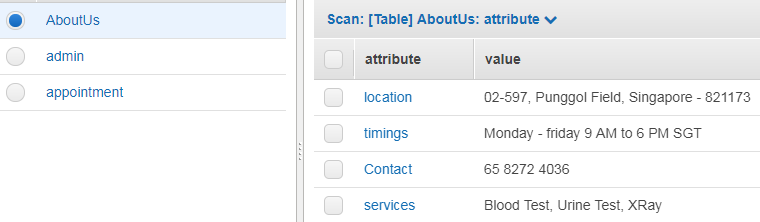 AboutUs
admin
appointment
Scan: [Table] AboutUs: attribute
attribute value
location 02-597, Punggol Field, Singapore - 821173
timings Monday - friday 9 AM to 6 PM SGT
Contact 65 8272 4036
services Blood Test, Urine Test, XRay